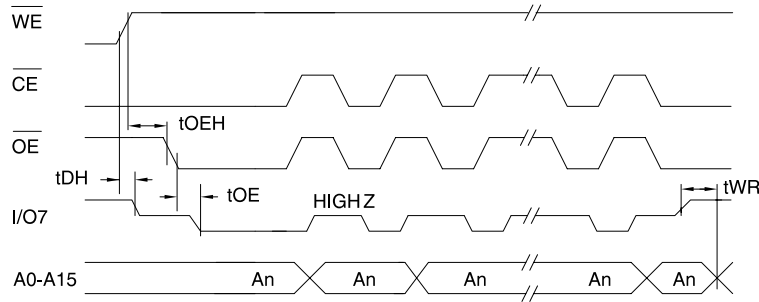 WE
CE
tOEH
OE
tDH
tOE
HIGH Z
tWR
I/O7
A0-A15 An An An An An